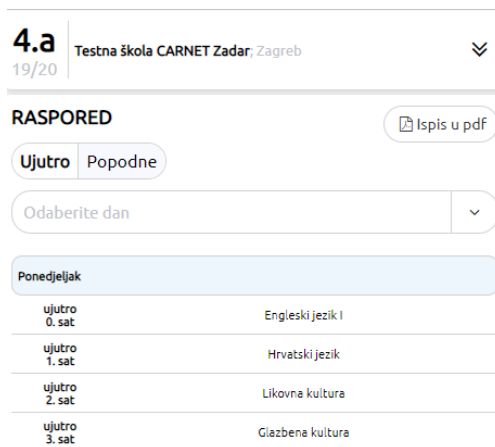 4.a
19/20
Testna škola CARNET Zadar; Zagreb
RASPORED
Ispis u pdf
Ujutro Popodne
Odaberite dan
Ponedjeljak
ujutro
0. sat
Engleski jezik I
ujutro
1. sat
Hrvatski jezik
ujutro
2. sat
Likovna kultura
ujutro
3. sat
Glazbena kultura